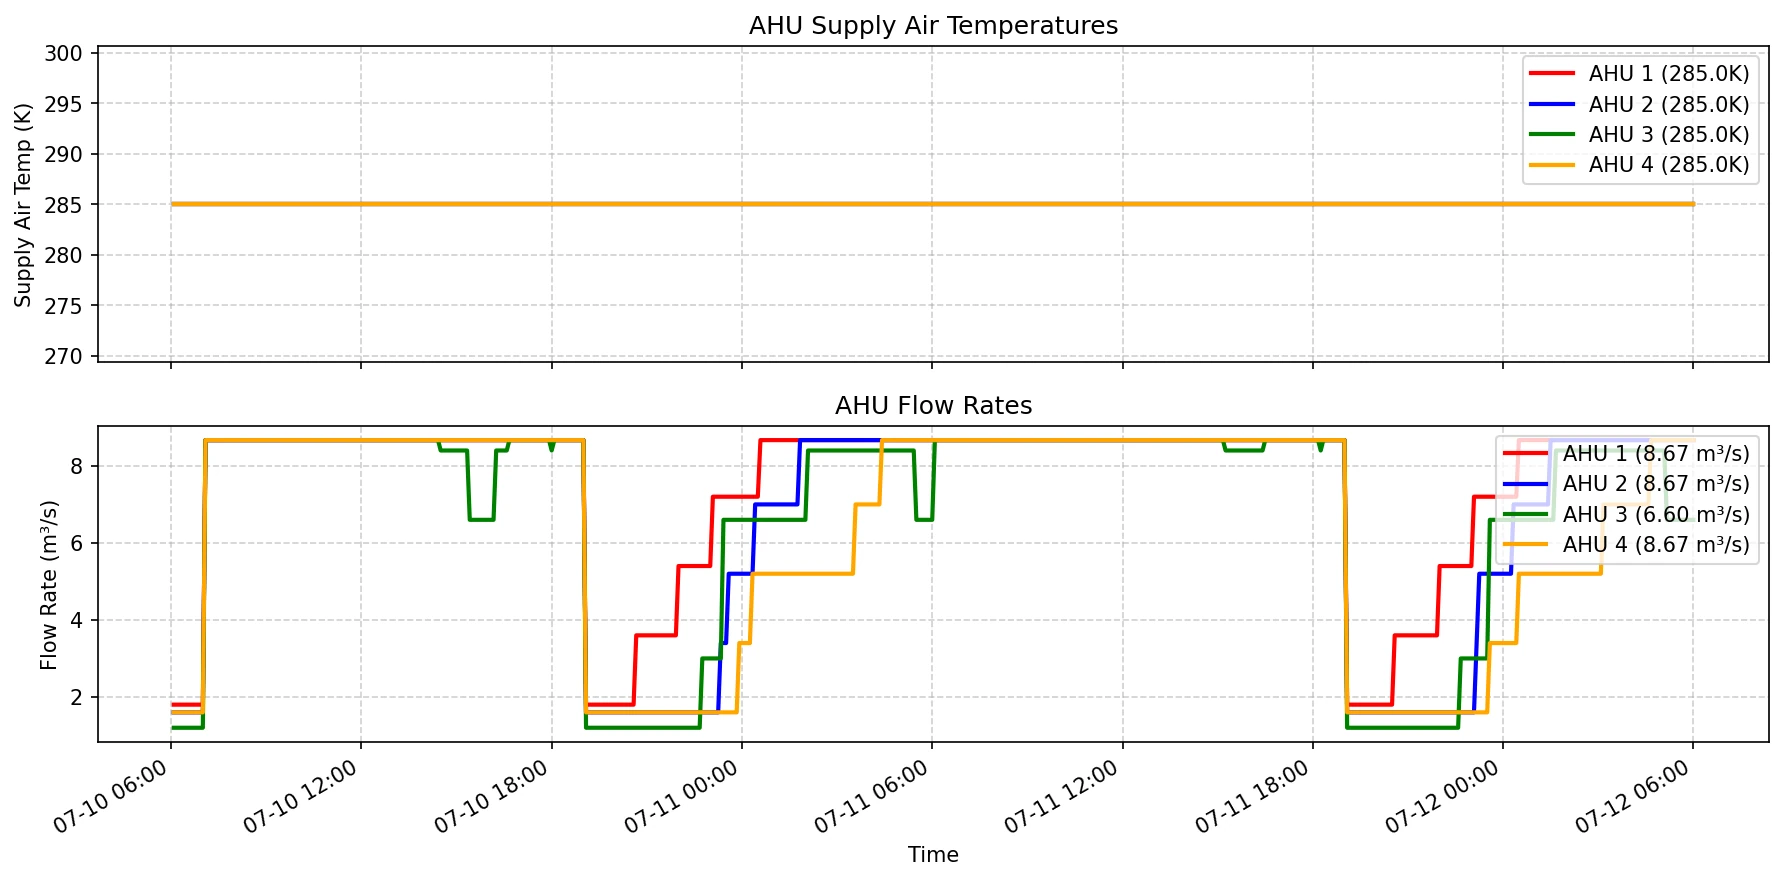 AHU Supply Air Temperatures
Supply Air Temp (K)
300
295
290
285
280
275
270
AHU 1 (285.0K)
AHU 2 (285.0K)
AHU 3 (285.0K)
AHU 4 (285.0K)
AHU Flow Rates
Flow Rate (m³/s)
8
6
4
2
AHU 1 (8.67 m³/s)
AHU 2 (8.67 m³/s)
AHU 3 (6.60 m³/s)
AHU 4 (8.67 m³/s)
07-10 06:00
07-10 12:00
07-10 18:00
07-11 00:00
07-11 06:00
07-11 12:00
07-11 18:00
07-12 00:00
07-12 06:00
Time